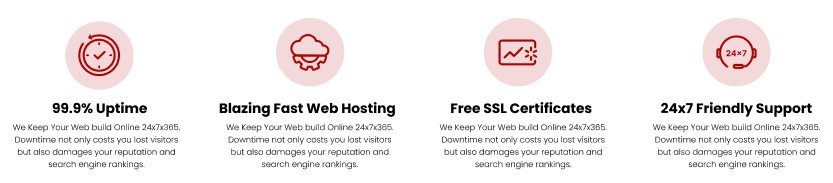 24×7
99.9% Uptime
We Keep Your Web build Online 24x7x365.
Downtime not only costs you lost visitors
but also damages your reputation and
search engine rankings.
Blazing Fast Web Hosting
We Keep Your Web build Online 24x7x365.
Downtime not only costs you lost visitors
but also damages your reputation and
search engine rankings.
Free SSL Certificates
We Keep Your Web build Online 24x7x365.
Downtime not only costs you lost visitors
but also damages your reputation and
search engine rankings.
24x7 Friendly Support
We Keep Your Web build Online 24x7x365.
Downtime not only costs you lost visitors
but also damages your reputation and
search engine rankings.